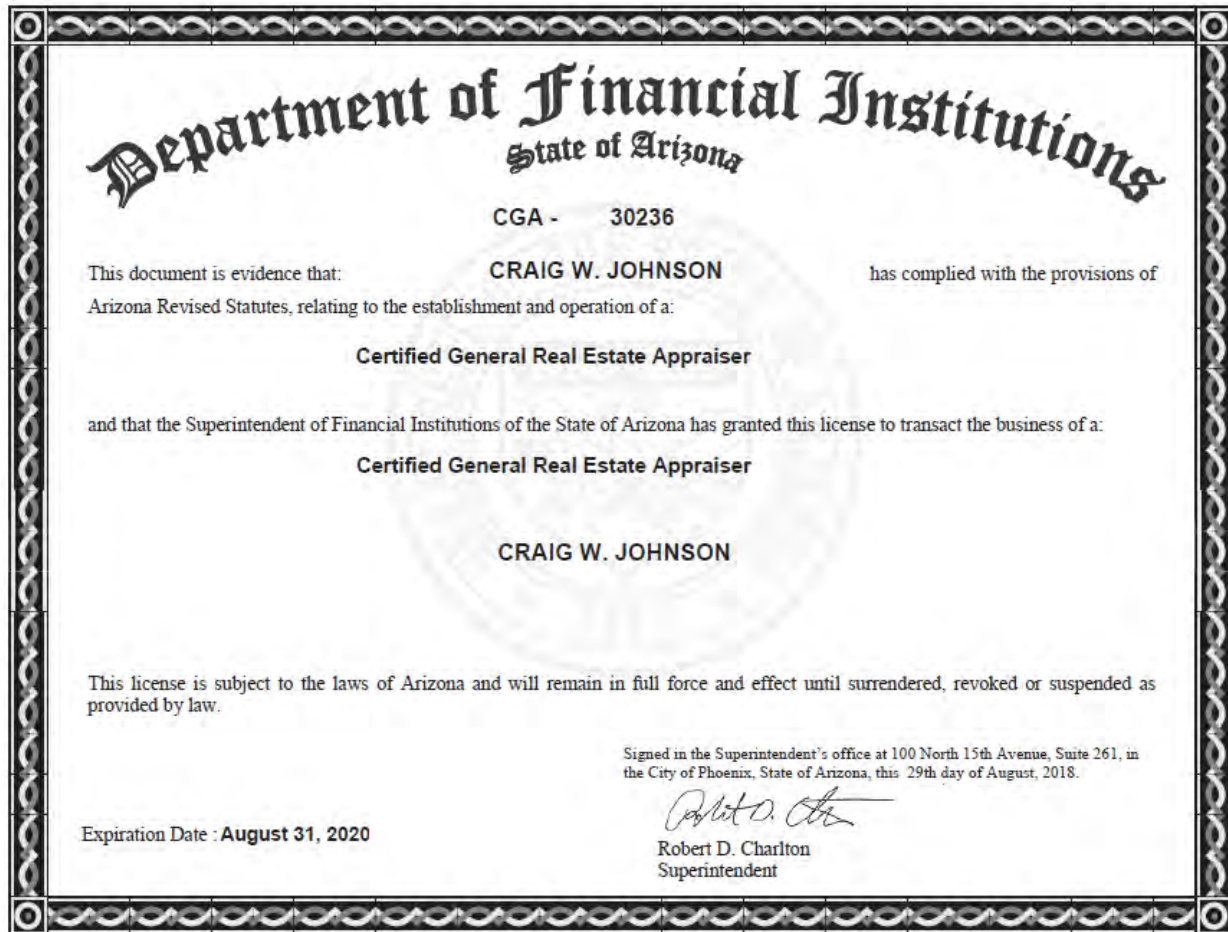 Department of Financial Institutions
State of Arizona
CGA - 30236
This document is evidence that: CRAIG W. JOHNSON has complied with the provisions of
Arizona Revised Statutes, relating to the establishment and operation of a:
Certified General Real Estate Appraiser
and that the Superintendent of Financial Institutions of the State of Arizona has granted this license to transact the business of a:
Certified General Real Estate Appraiser
CRAIG W. JOHNSON
This license is subject to the laws of Arizona and will remain in full force and effect until surrendered, revoked or suspended as
provided by law.
Signed in the Superintendent's office at 100 North 15th Avenue, Suite 261, in
the City of Phoenix, State of Arizona, this 29th day of August, 2018.
Expiration Date : August 31, 2020
Robert D. Charlton
Superintendent